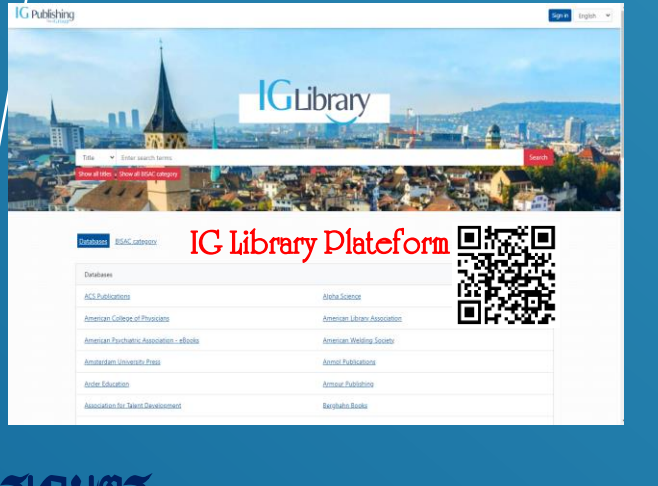 IG Publishing
Sign in English
IGLibrary
Title Enter search terms Search
Show all titles Show all BISAC category
Databases BISAC category
IG Library Plateform
Databases
ACS Publications Alpha Science
American College of Physicians American Library Association
American Psychiatric Association - eBooks American Welding Society
Amsterdam University Press Anmol Publications
Arder Education Armour Publishing
Association for Talent Development Berghahn Books